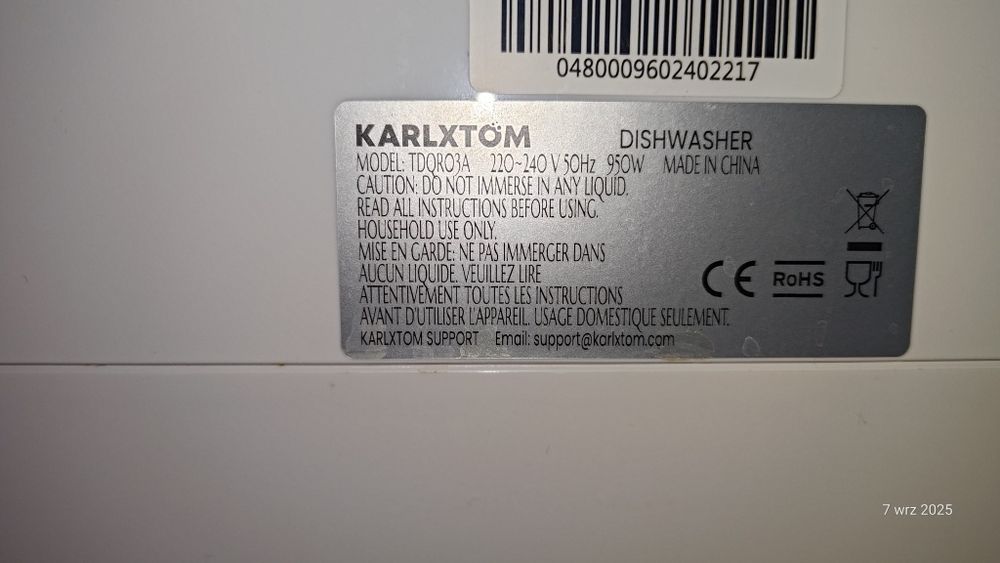 0480009602402217
KARLXTÖM DISHWASHER
MODEL: TDQR03A 220~240 V 50Hz 950W MADE IN CHINA
CAUTION: DO NOT IMMERSE IN ANY LIQUID.
READ ALL INSTRUCTIONS BEFORE USING.
HOUSEHOLD USE ONLY.
MISE EN GARDE: NE PAS IMMERGER DANS
AUCUN LIQUIDE. VEUILLEZ LIRE
ATTENTIVEMENT TOUTES LES INSTRUCTIONS
AVANT D'UTILISER L'APPAREIL. USAGE DOMESTIQUE SEULEMENT.
KARLXTOM SUPPORT Email: support@karlxtom.com
CE RoHS
7 wrz 2025